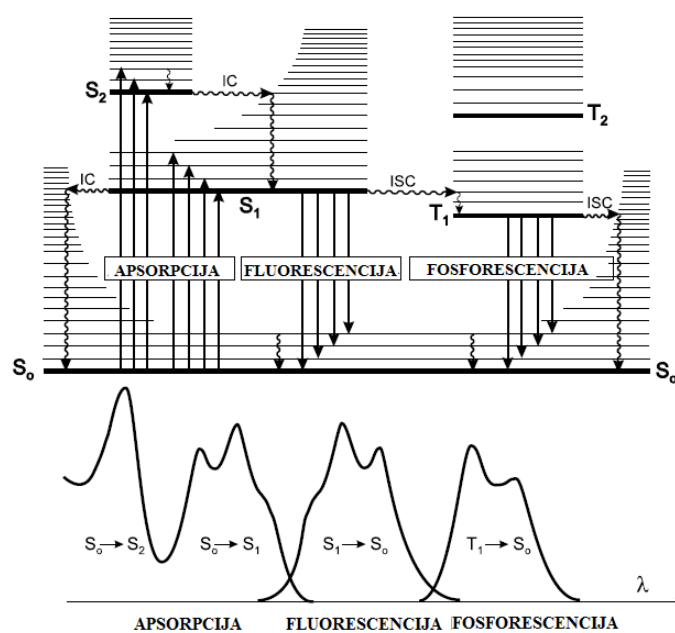 S₂
IC
T₂
IC
S₁
ISC
T₁
ISC
APSORPCIJA
FLUORESCENCIJA
FOSFORESCENCIJA
Sₒ
Sₒ
Sₒ→S₂
Sₒ→S₁
S₁→Sₒ
T₁→Sₒ
λ
APSORPCIJA
FLUORESCENCIJA
FOSFORESCENCIJA